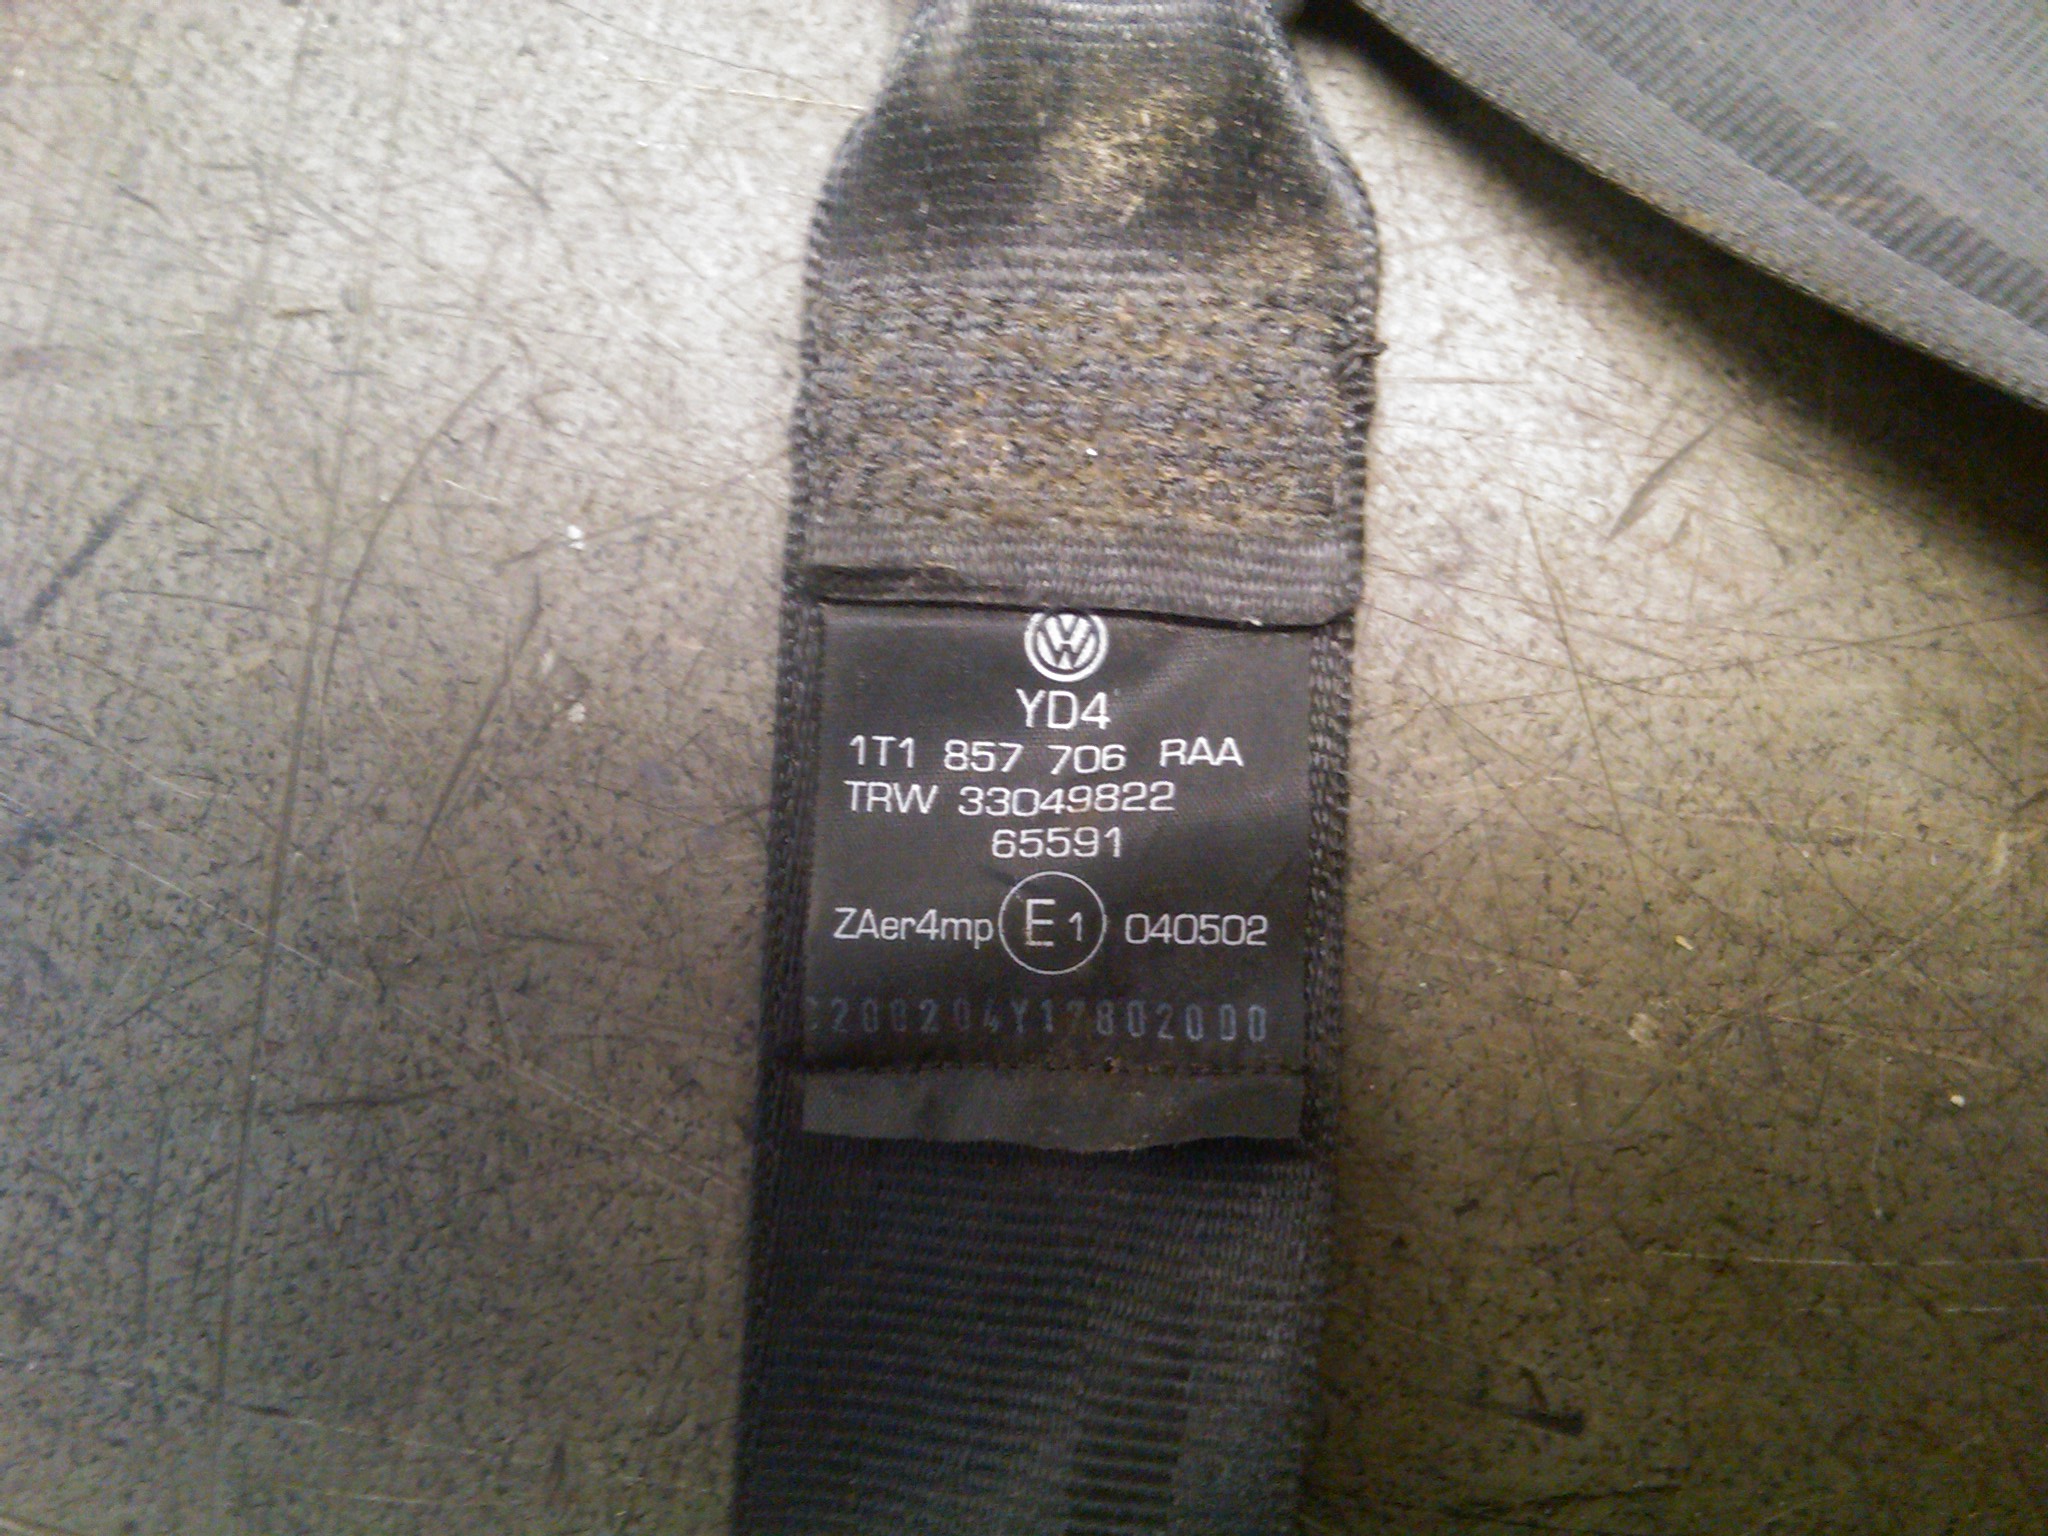 YD4
1T1 857 706 RAA
TRW 33049822
65591
ZAer4mp E1 040502